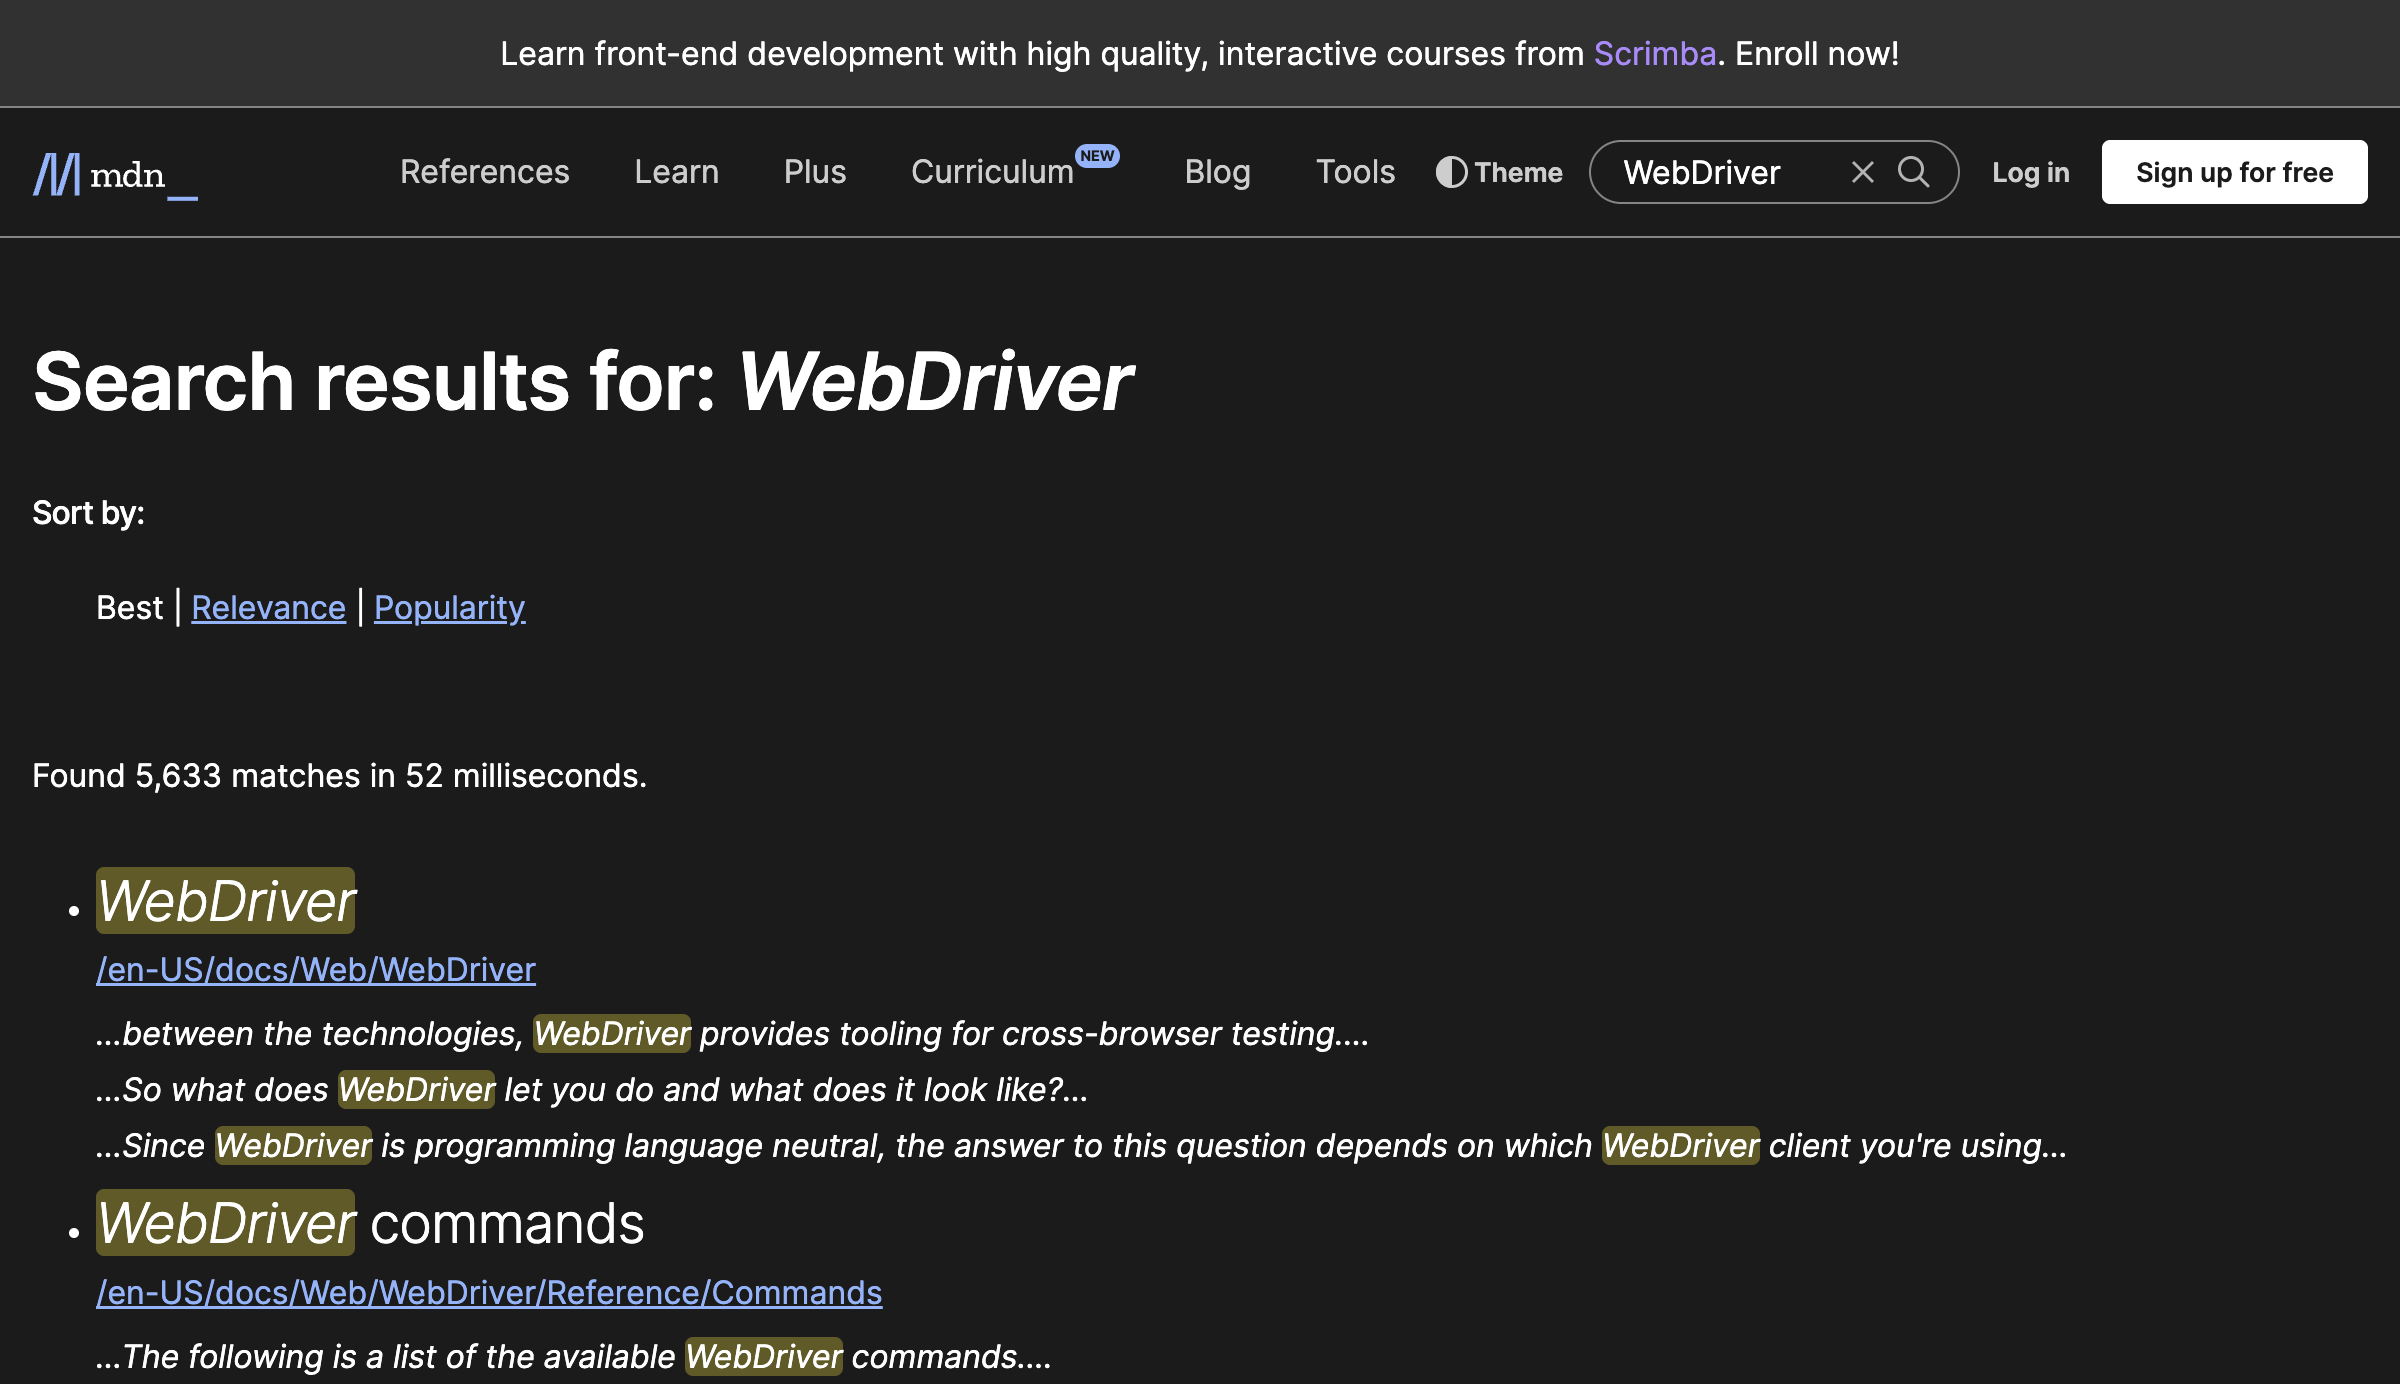 Learn front-end development with high quality, interactive courses from Scrimba. Enroll now!
mdn_ References Learn Plus Curriculum NEW Blog Tools Theme WebDriver Log in Sign up for free
Search results for: WebDriver
Sort by:
Best | Relevance | Popularity
Found 5,633 matches in 52 milliseconds.
• WebDriver
/en-US/docs/Web/WebDriver
…between the technologies, WebDriver provides tooling for cross-browser testing.…
…So what does WebDriver let you do and what does it look like?…
…Since WebDriver is programming language neutral, the answer to this question depends on which WebDriver client you're using…
• WebDriver commands
/en-US/docs/Web/WebDriver/Reference/Commands
…The following is a list of the available WebDriver commands.…